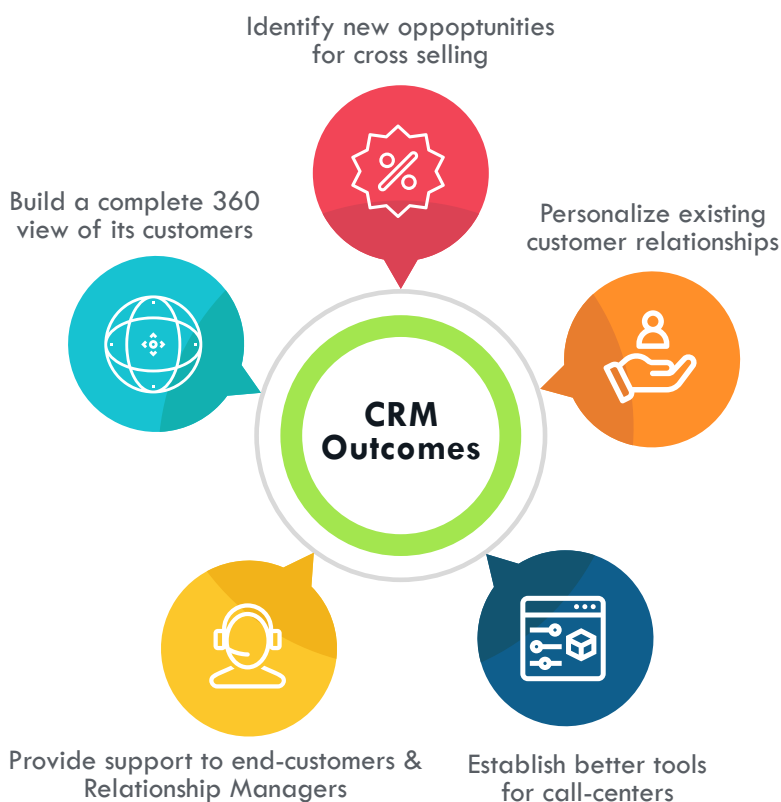 Identify new oppoptunities
for cross selling
Build a complete 360
view of its customers
Personalize existing
customer relationships
CRM
Outcomes
Provide support to end-customers &
Relationship Managers
Establish better tools
for call-centers